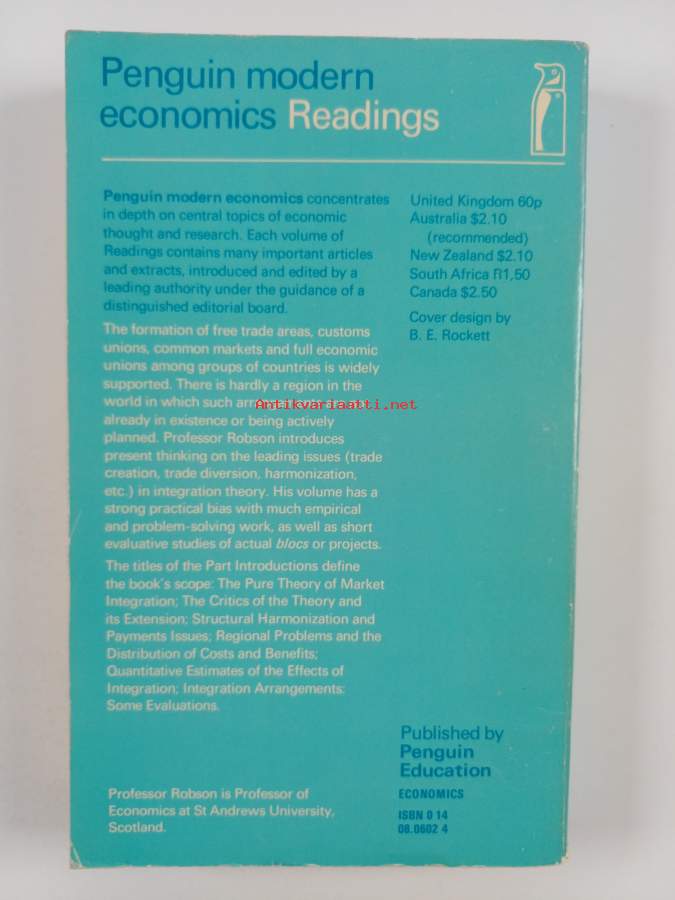 Penguin modern
economics Readings
Penguin modern economics concentrates
in depth on central topics of economic
thought and research. Each volume of
Readings contains many important articles
and extracts, introduced and edited by a
leading authority under the guidance of a
distinguished editorial board.
The formation of free trade areas, customs
unions, common markets and full economic
unions among groups of countries is widely
supported. There is hardly a region in the
world in which such
Antikvariaatti.net
already in existence or being actively
planned. Professor Robson introduces
present thinking on the leading issues (trade
creation, trade diversion, harmonization,
etc.) in integration theory. His volume has a
strong practical bias with much empirical
and problem-solving work, as well as short
evaluative studies of actual blocs or projects.
The titles of the Part Introductions define
the book's scope: The Pure Theory of Market
Integration; The Critics of the Theory and
its Extension; Structural Harmonization and
Payments Issues; Regional Problems and the
Distribution of Costs and Benefits;
Quantitative Estimates of the Effects of
Integration; Integration Arrangements:
Some Evaluations.
Professor Robson is Professor of
Economics at St Andrews University,
Scotland.
United Kingdom 60p
Australia $2.10
(recommended)
New Zealand $2.10
South Africa R1,50
Canada $2.50
Cover design by
B. E. Rockett
Published by
Penguin
Education
ECONOMICS
ISBN 0 14
08.0602 4